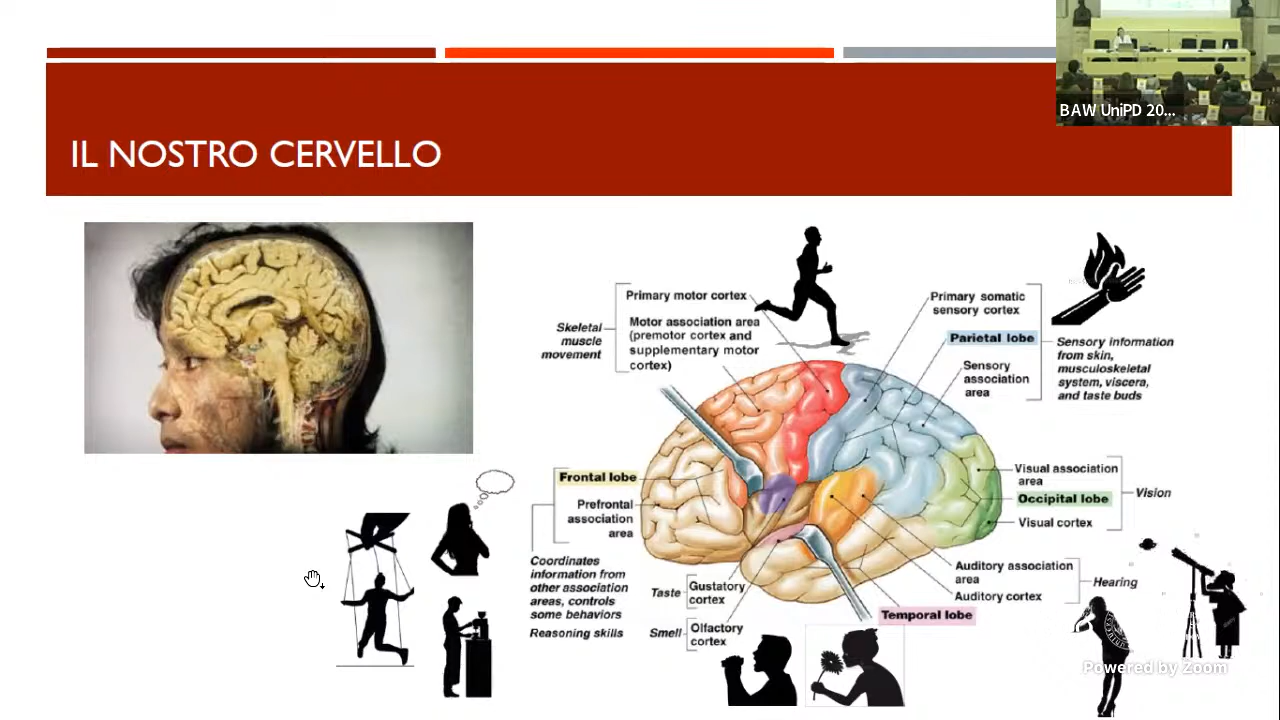 BAW UniPD 20...
IL NOSTRO CERVELLO
Primary motor cortex
Motor association area
(premotor cortex and
supplementary motor
cortex)
Skeletal
muscle
movement
Primary somatic
sensory cortex
Parietal lobe
Sensory
association
area
Sensory information
from skin,
musculoskeletal
system, viscera,
and taste buds
Frontal lobe
Prefrontal
association
area
Coordinates
information from
other association
areas, controls
some behaviors
Reasoning skills
Visual association
area
Occipital lobe
Visual cortex
Vision
Taste
Gustatory
cortex
Smell
Olfactory
cortex
Auditory association
area
Auditory cortex
Hearing
Temporal lobe
Powered by Zoom